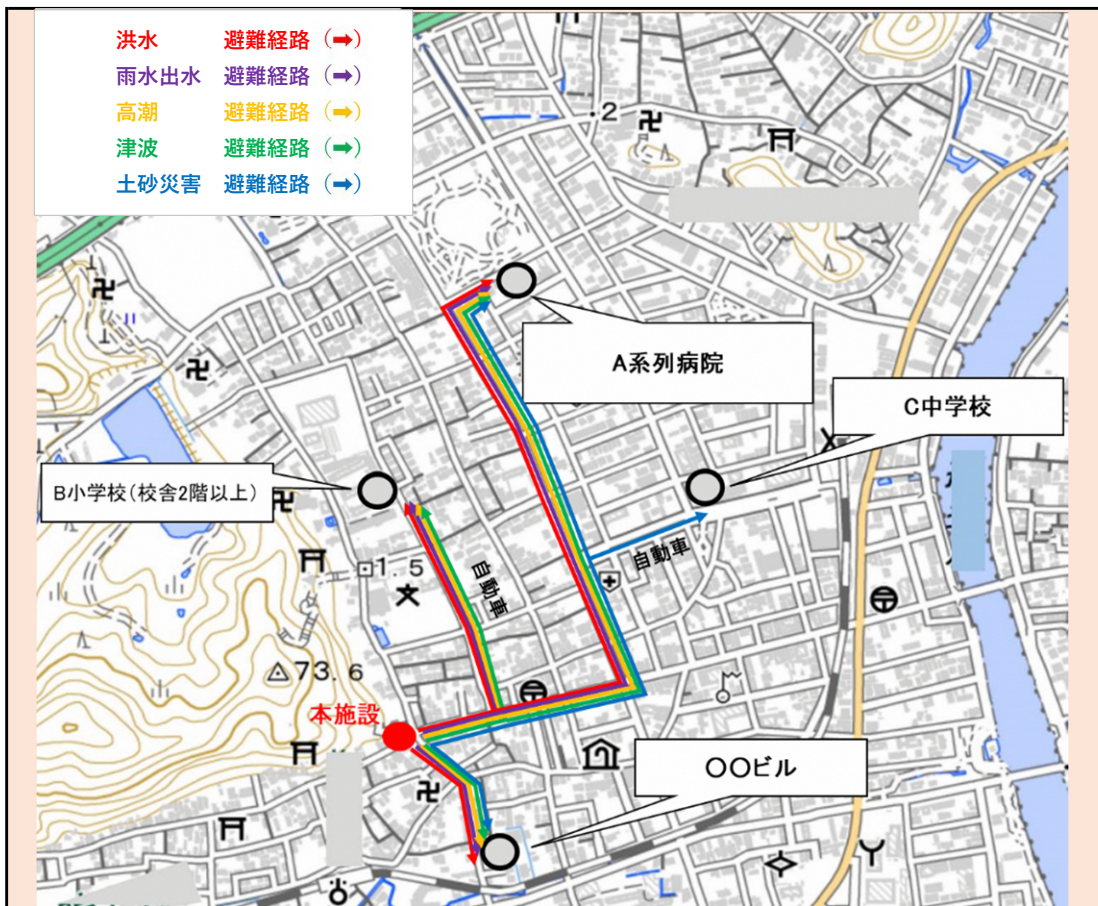 洪水 避難経路（➡）
雨水出水 避難経路（➡）
高潮 避難経路（➡）
津波 避難経路（➡）
土砂災害 避難経路（➡）
.2
A系列病院
C中学校
B小学校（校舎2階以上）
自動車
1.5
自動車
73.6
本施設
〇〇ビル